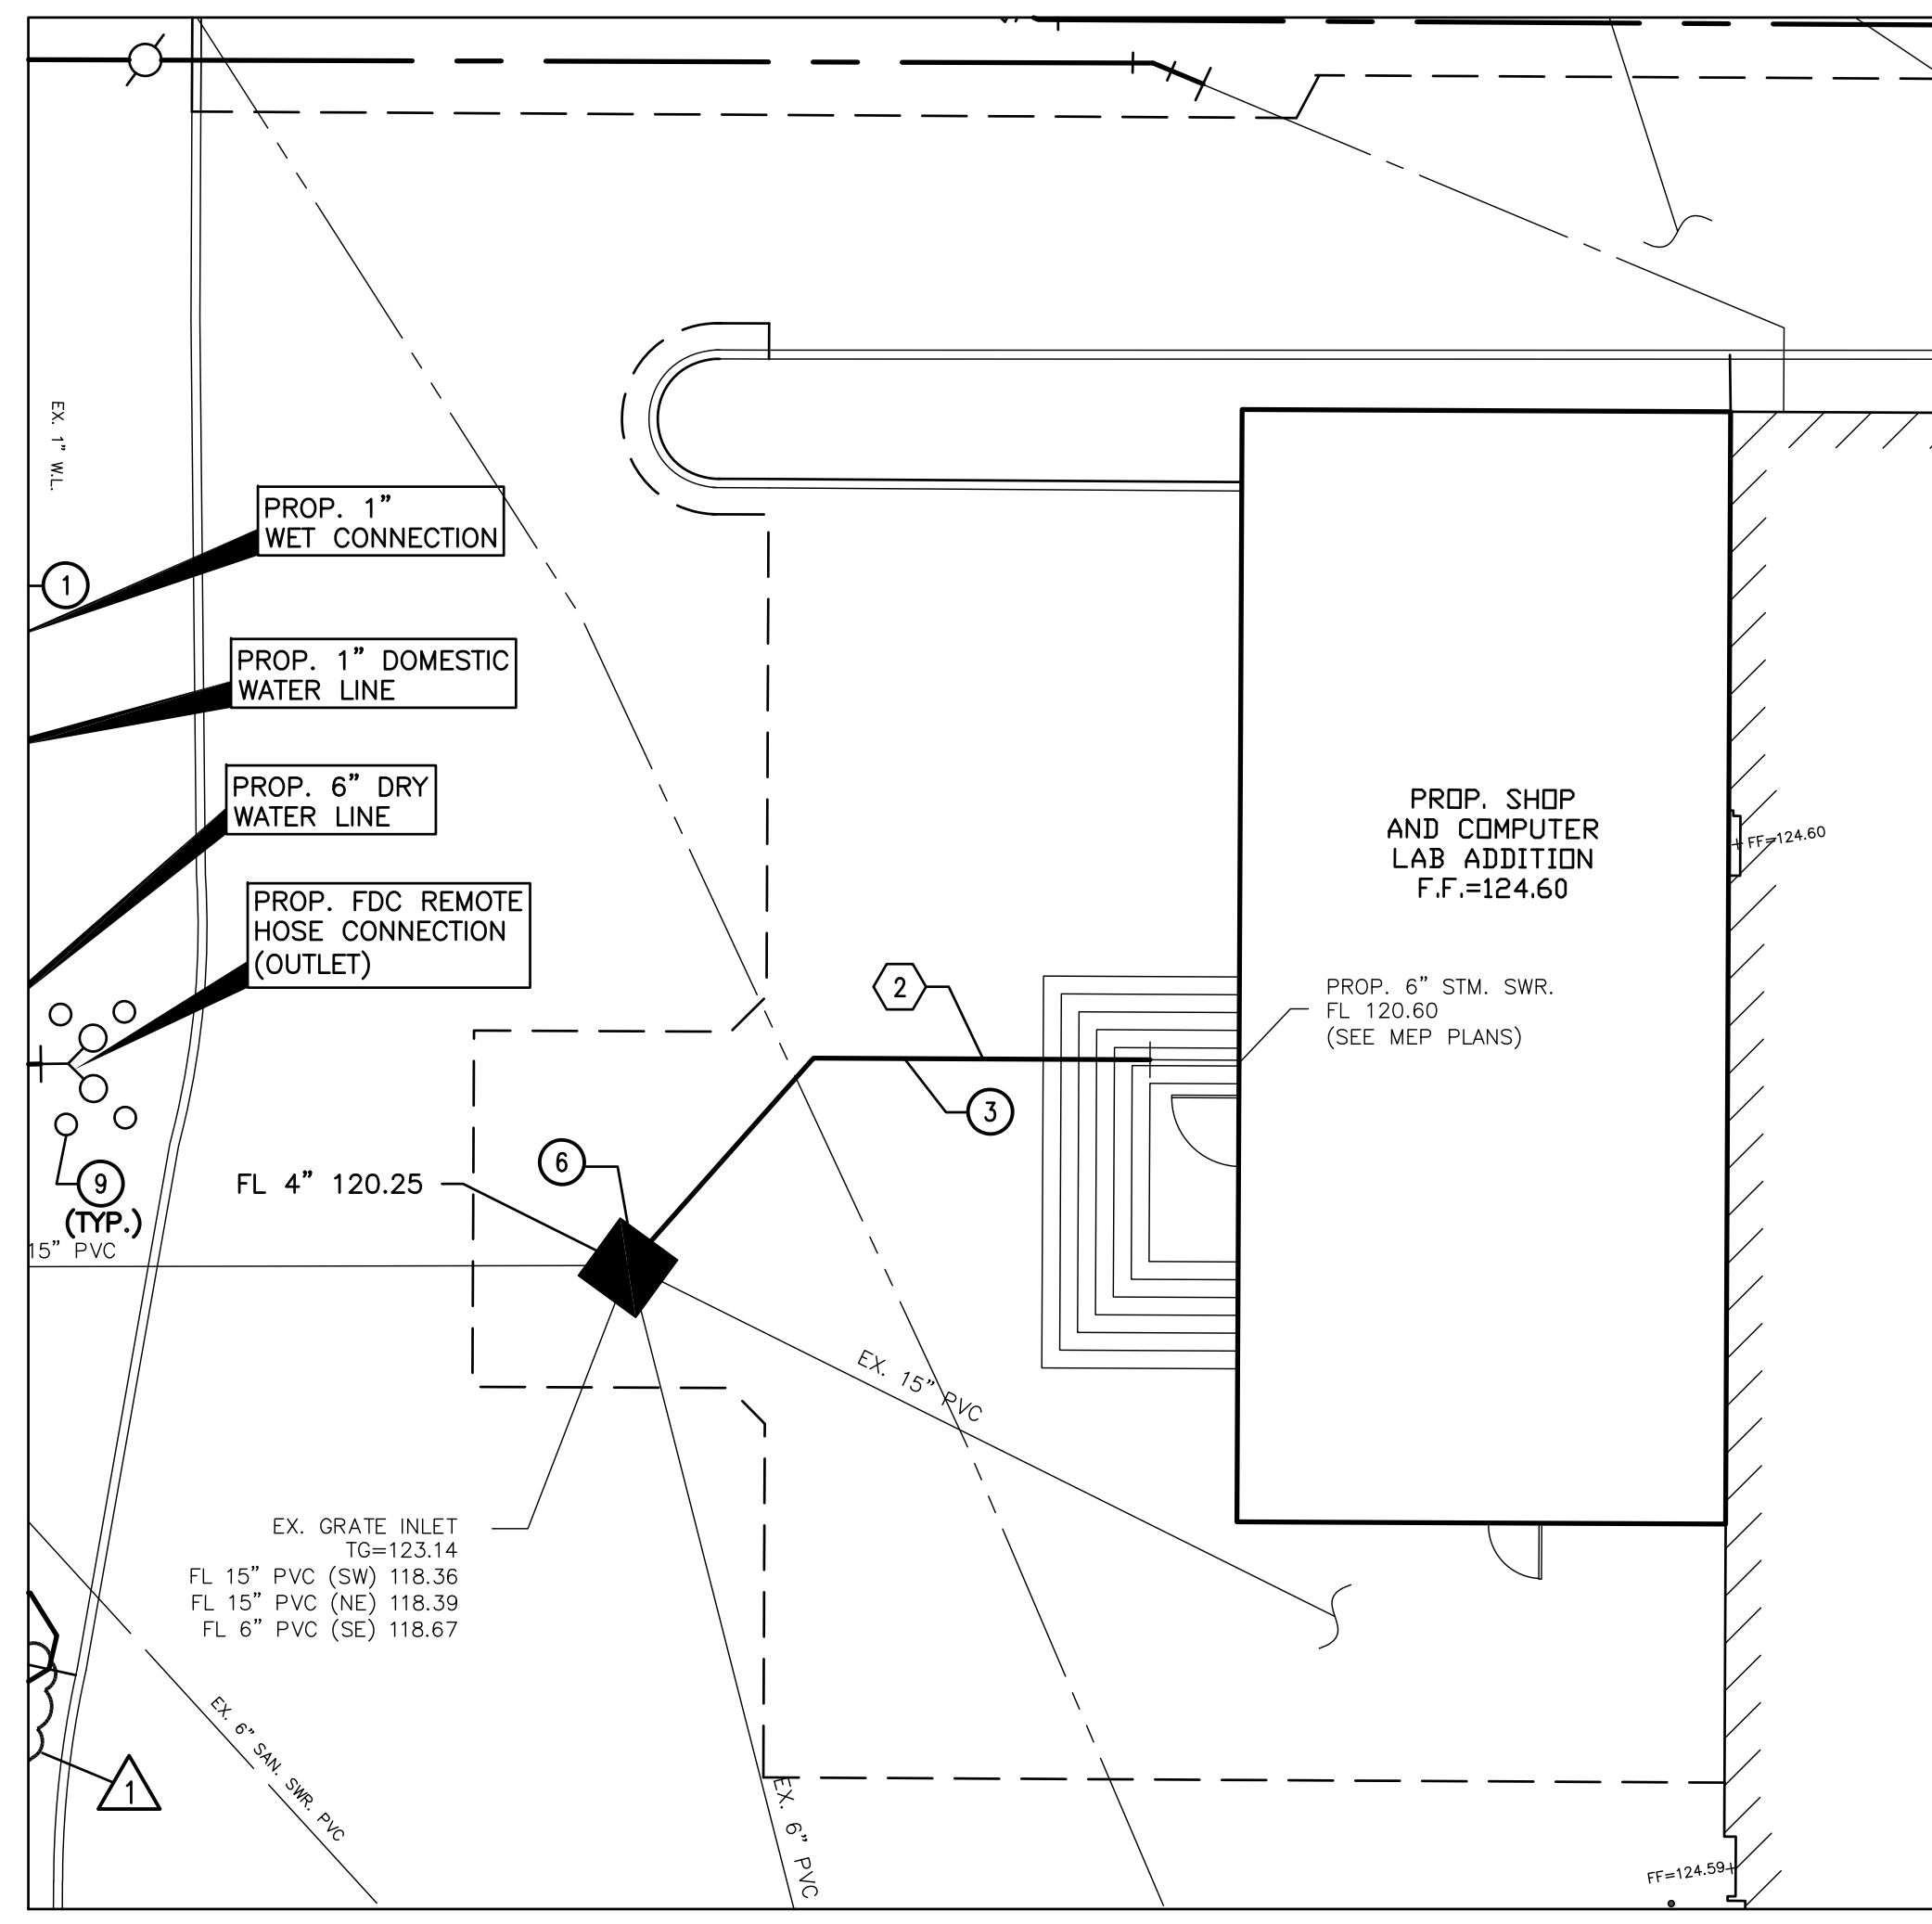 EX. 1" W.L.
PROP. 1"
WET CONNECTION
1
PROP. 1" DOMESTIC
WATER LINE
PROP. 6" DRY
WATER LINE
PROP. FDC REMOTE
HOSE CONNECTION
(OUTLET)
PROP. SHOP
AND COMPUTER
LAB ADDITION
F.F.=124.60
FF=124.60
2
PROP. 6" STM. SWR.
FL 120.60
(SEE MEP PLANS)
3
6
FL 4" 120.25
9
(TYP.)
15" PVC
EX. 15" PVC
EX. GRATE INLET
TG=123.14
FL 15" PVC (SW) 118.36
FL 15" PVC (NE) 118.39
FL 6" PVC (SE) 118.67
EX. 6" SAN. SWR. PVC
1
EX. 6" PVC
FF=124.59